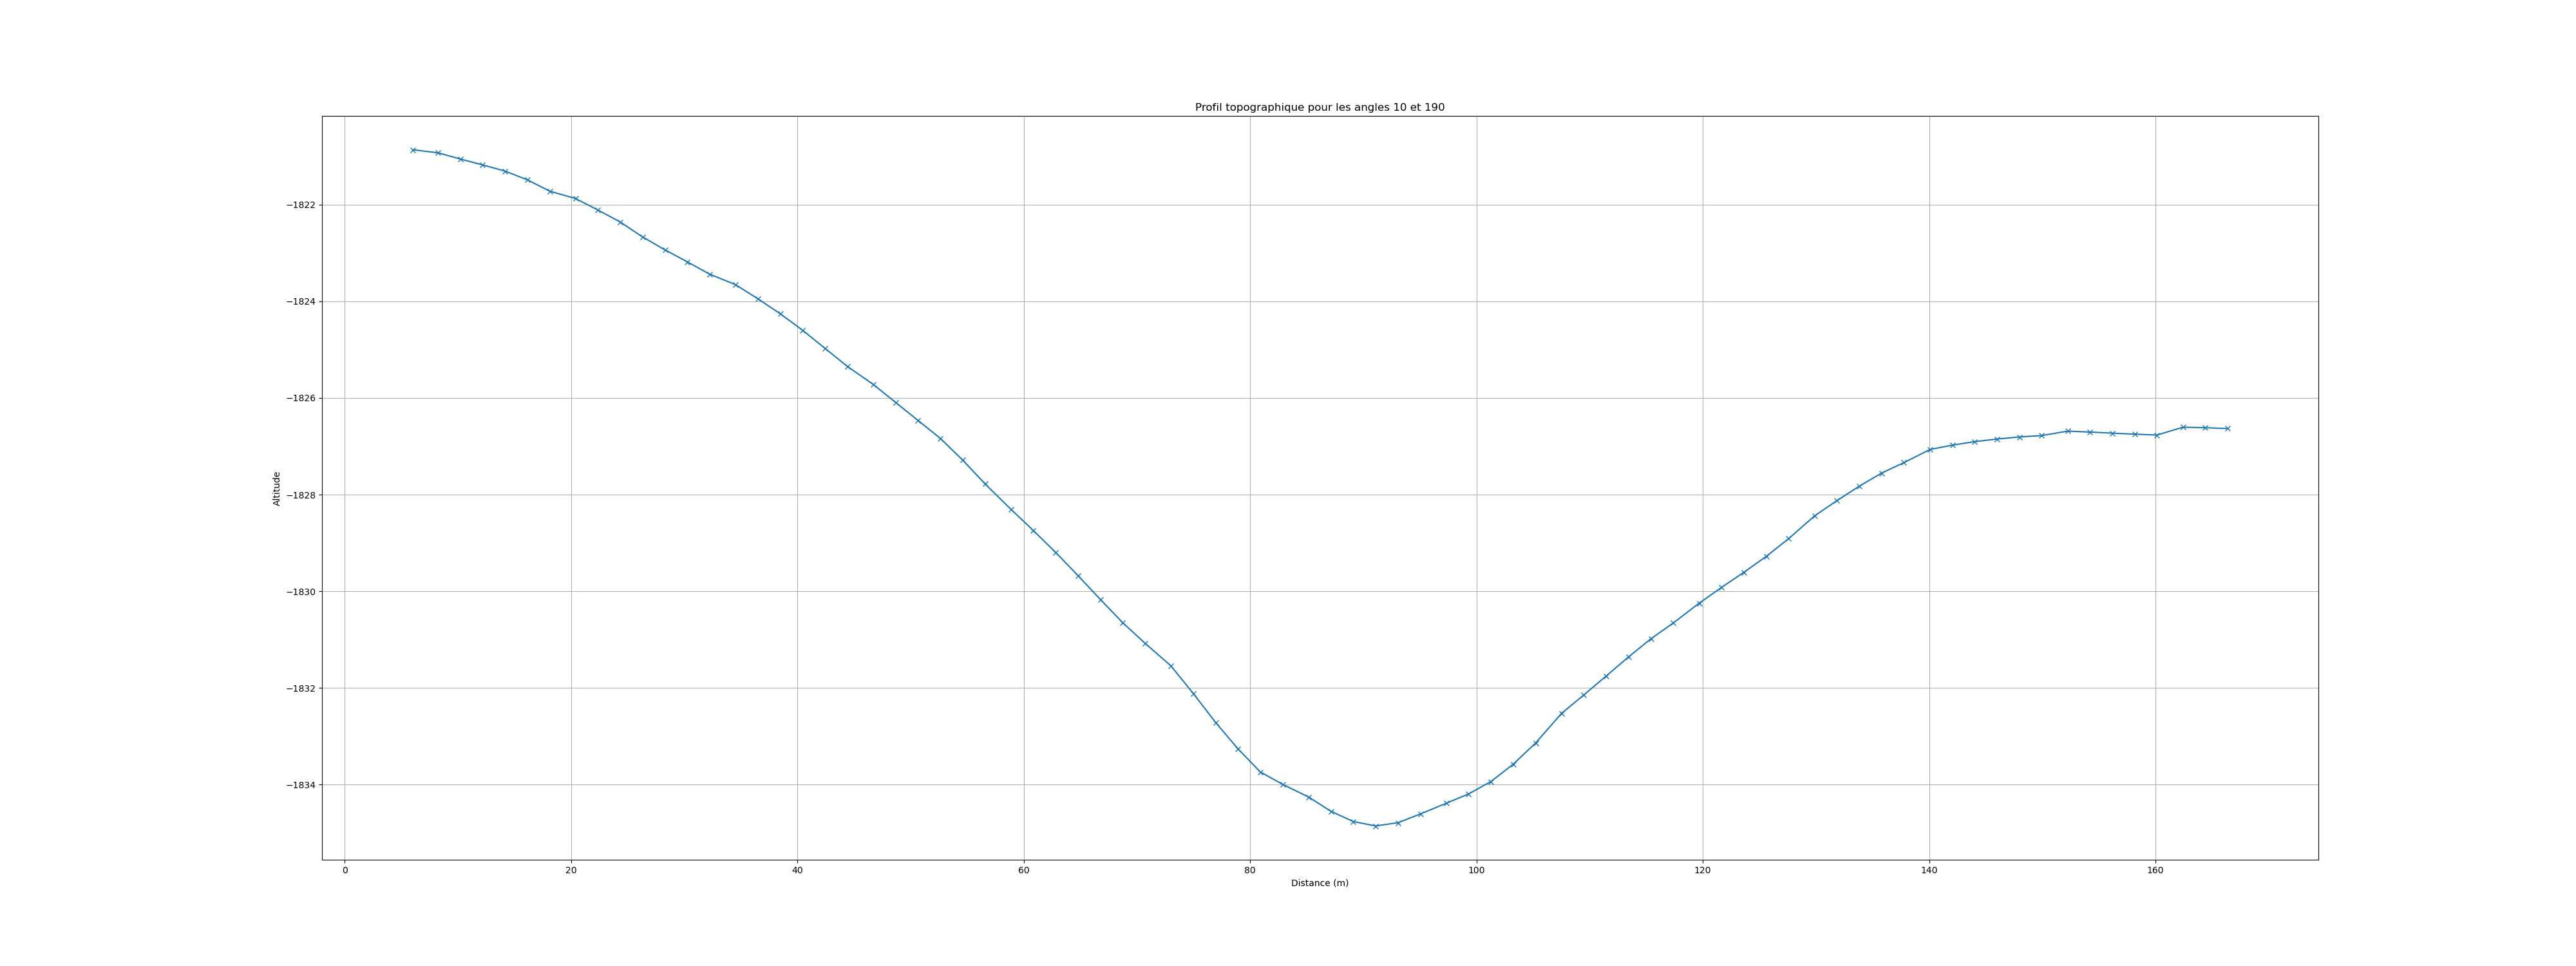 Profil topographique pour les angles 10 et 190
Altitude
−1822
−1824
−1826
−1828
−1830
−1832
−1834
0 20 40 60 80 100 120 140 160
Distance (m)